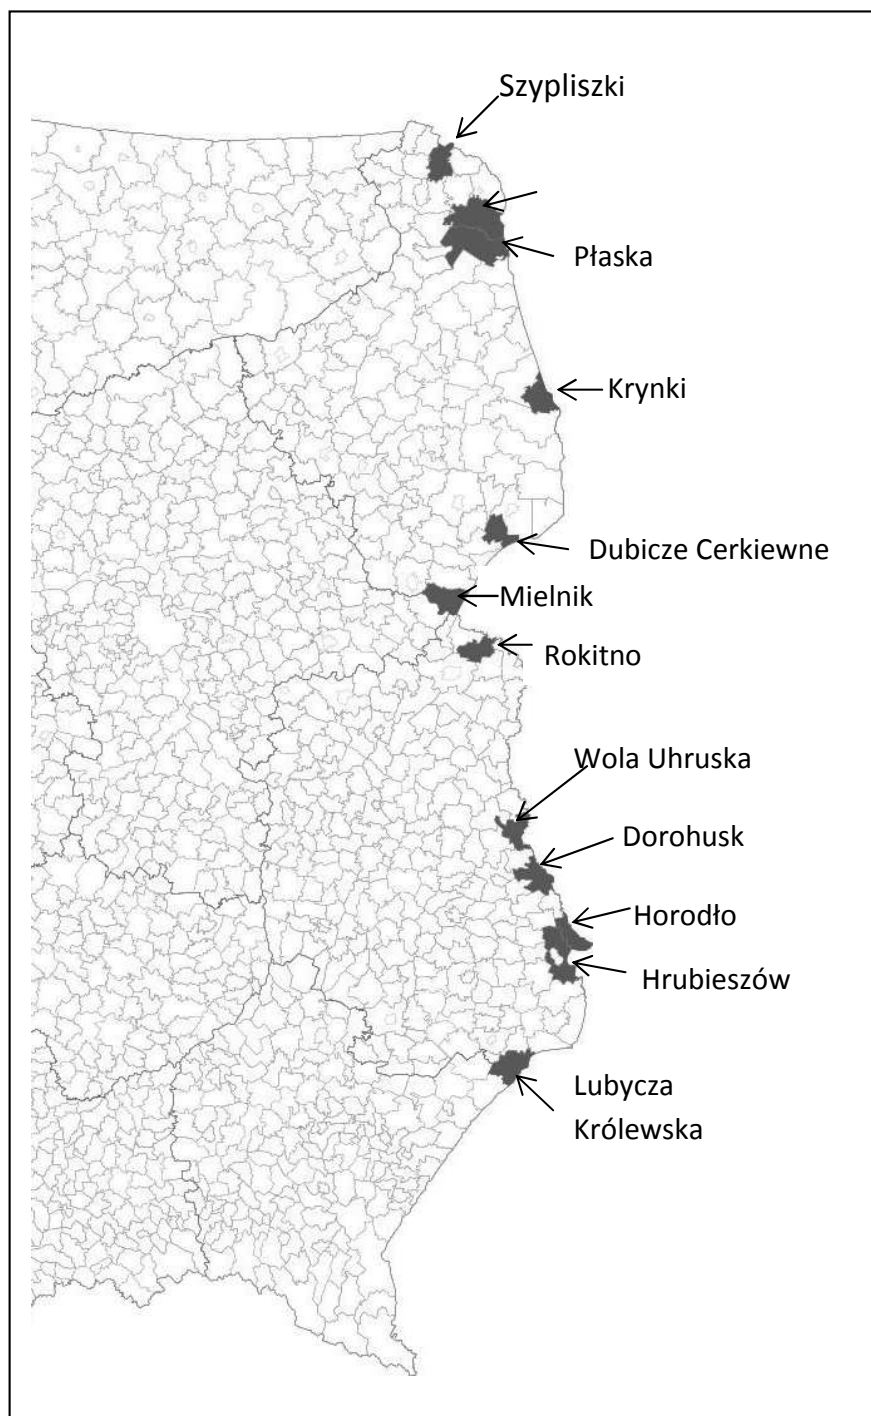 Szypliszki
Płaska
Krynki
Dubicze Cerkiewne
Mielnik
Rokitno
Wola Uhruska
Dorohusk
Horodło
Hrubieszów
Lubycza
Królewska